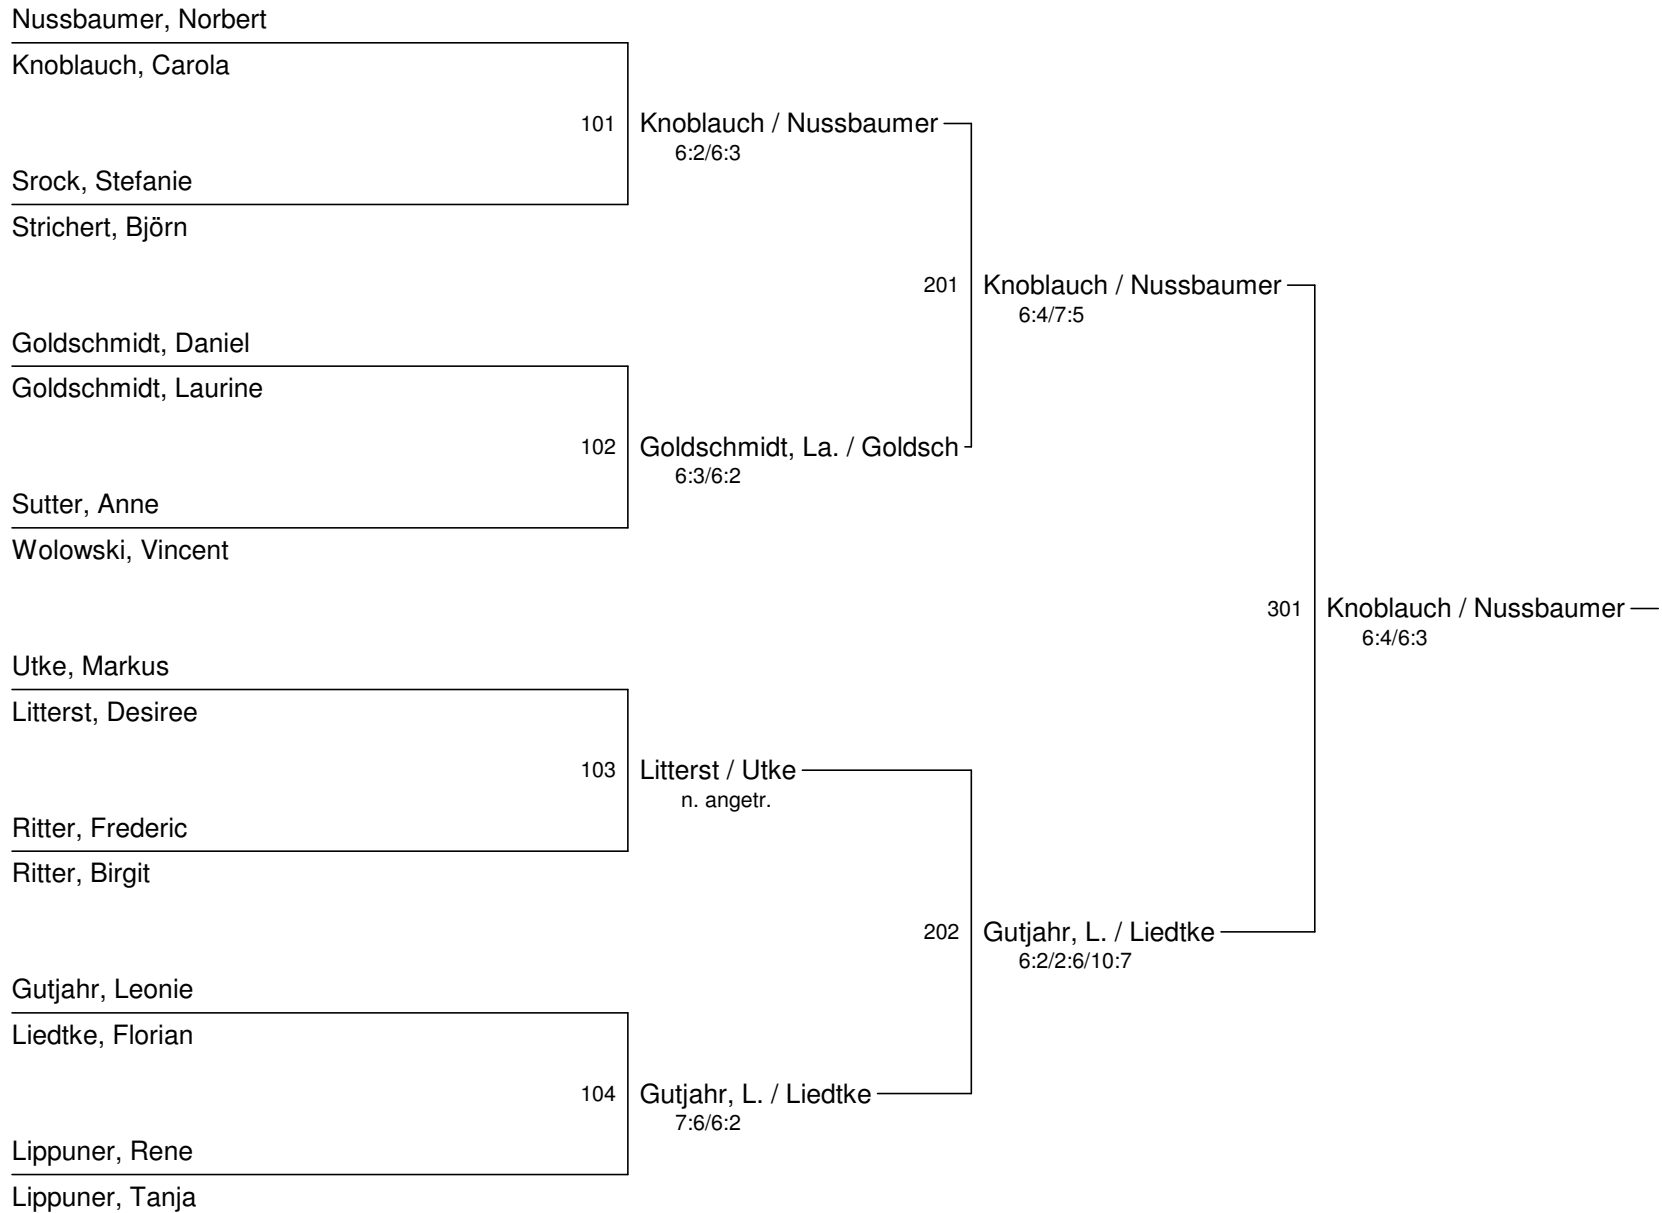 Nussbaumer, Norbert
Knoblauch, Carola
101 Knoblauch / Nussbaumer
6:2/6:3
Srock, Stefanie
Strichert, Björn
201 Knoblauch / Nussbaumer
6:4/7:5
Goldschmidt, Daniel
Goldschmidt, Laurine
102 Goldschmidt, La. / Goldsch
6:3/6:2
Sutter, Anne
Wolowski, Vincent
301 Knoblauch / Nussbaumer
6:4/6:3
Utke, Markus
Litterst, Desiree
103 Litterst / Utke
n. angetr.
Ritter, Frederic
Ritter, Birgit
202 Gutjahr, L. / Liedtke
6:2/2:6/10:7
Gutjahr, Leonie
Liedtke, Florian
104 Gutjahr, L. / Liedtke
7:6/6:2
Lippuner, Rene
Lippuner, Tanja